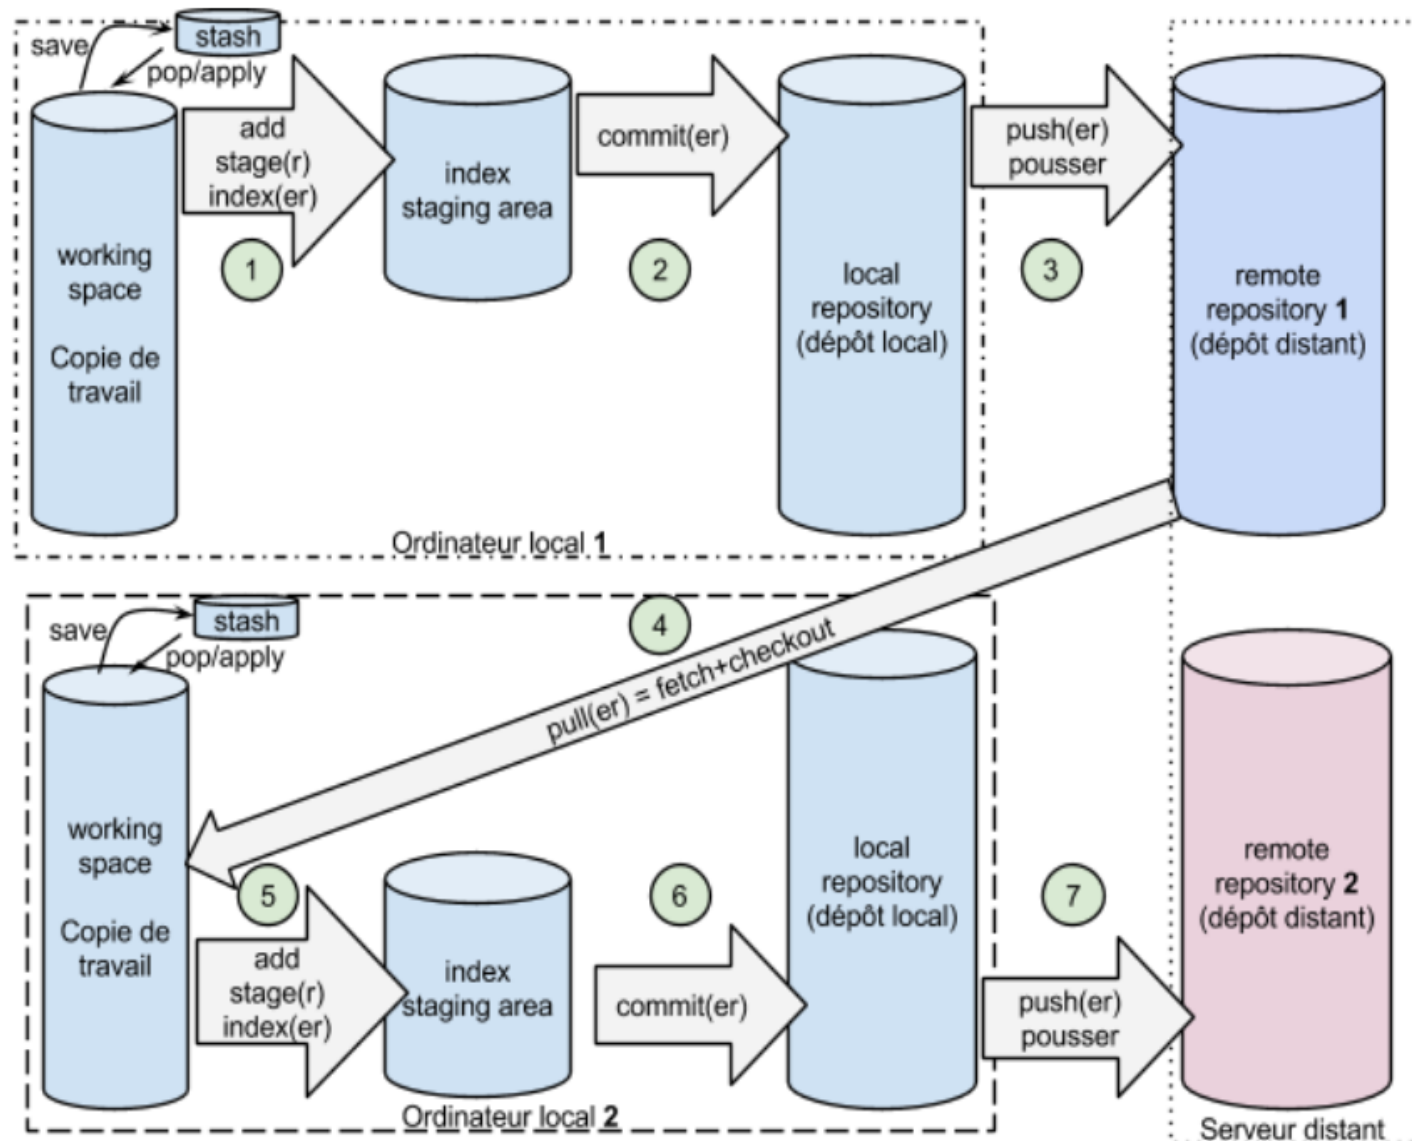 save
stash
pop/apply
add
stage(r)
index(er)
index
staging area
commit(er)
push(er)
pousser
working
space
Copie de
travail
1
2
3
local
repository
(dépôt local)
remote
repository 1
(dépôt distant)
Ordinateur local 1
save
stash
pop/apply
4
pull(er) = fetch+checkout
working
space
Copie de
travail
5
6
7
add
stage(r)
index(er)
index
staging area
commit(er)
local
repository
(dépôt local)
push(er)
pousser
remote
repository 2
(dépôt distant)
Ordinateur local 2
Serveur distant